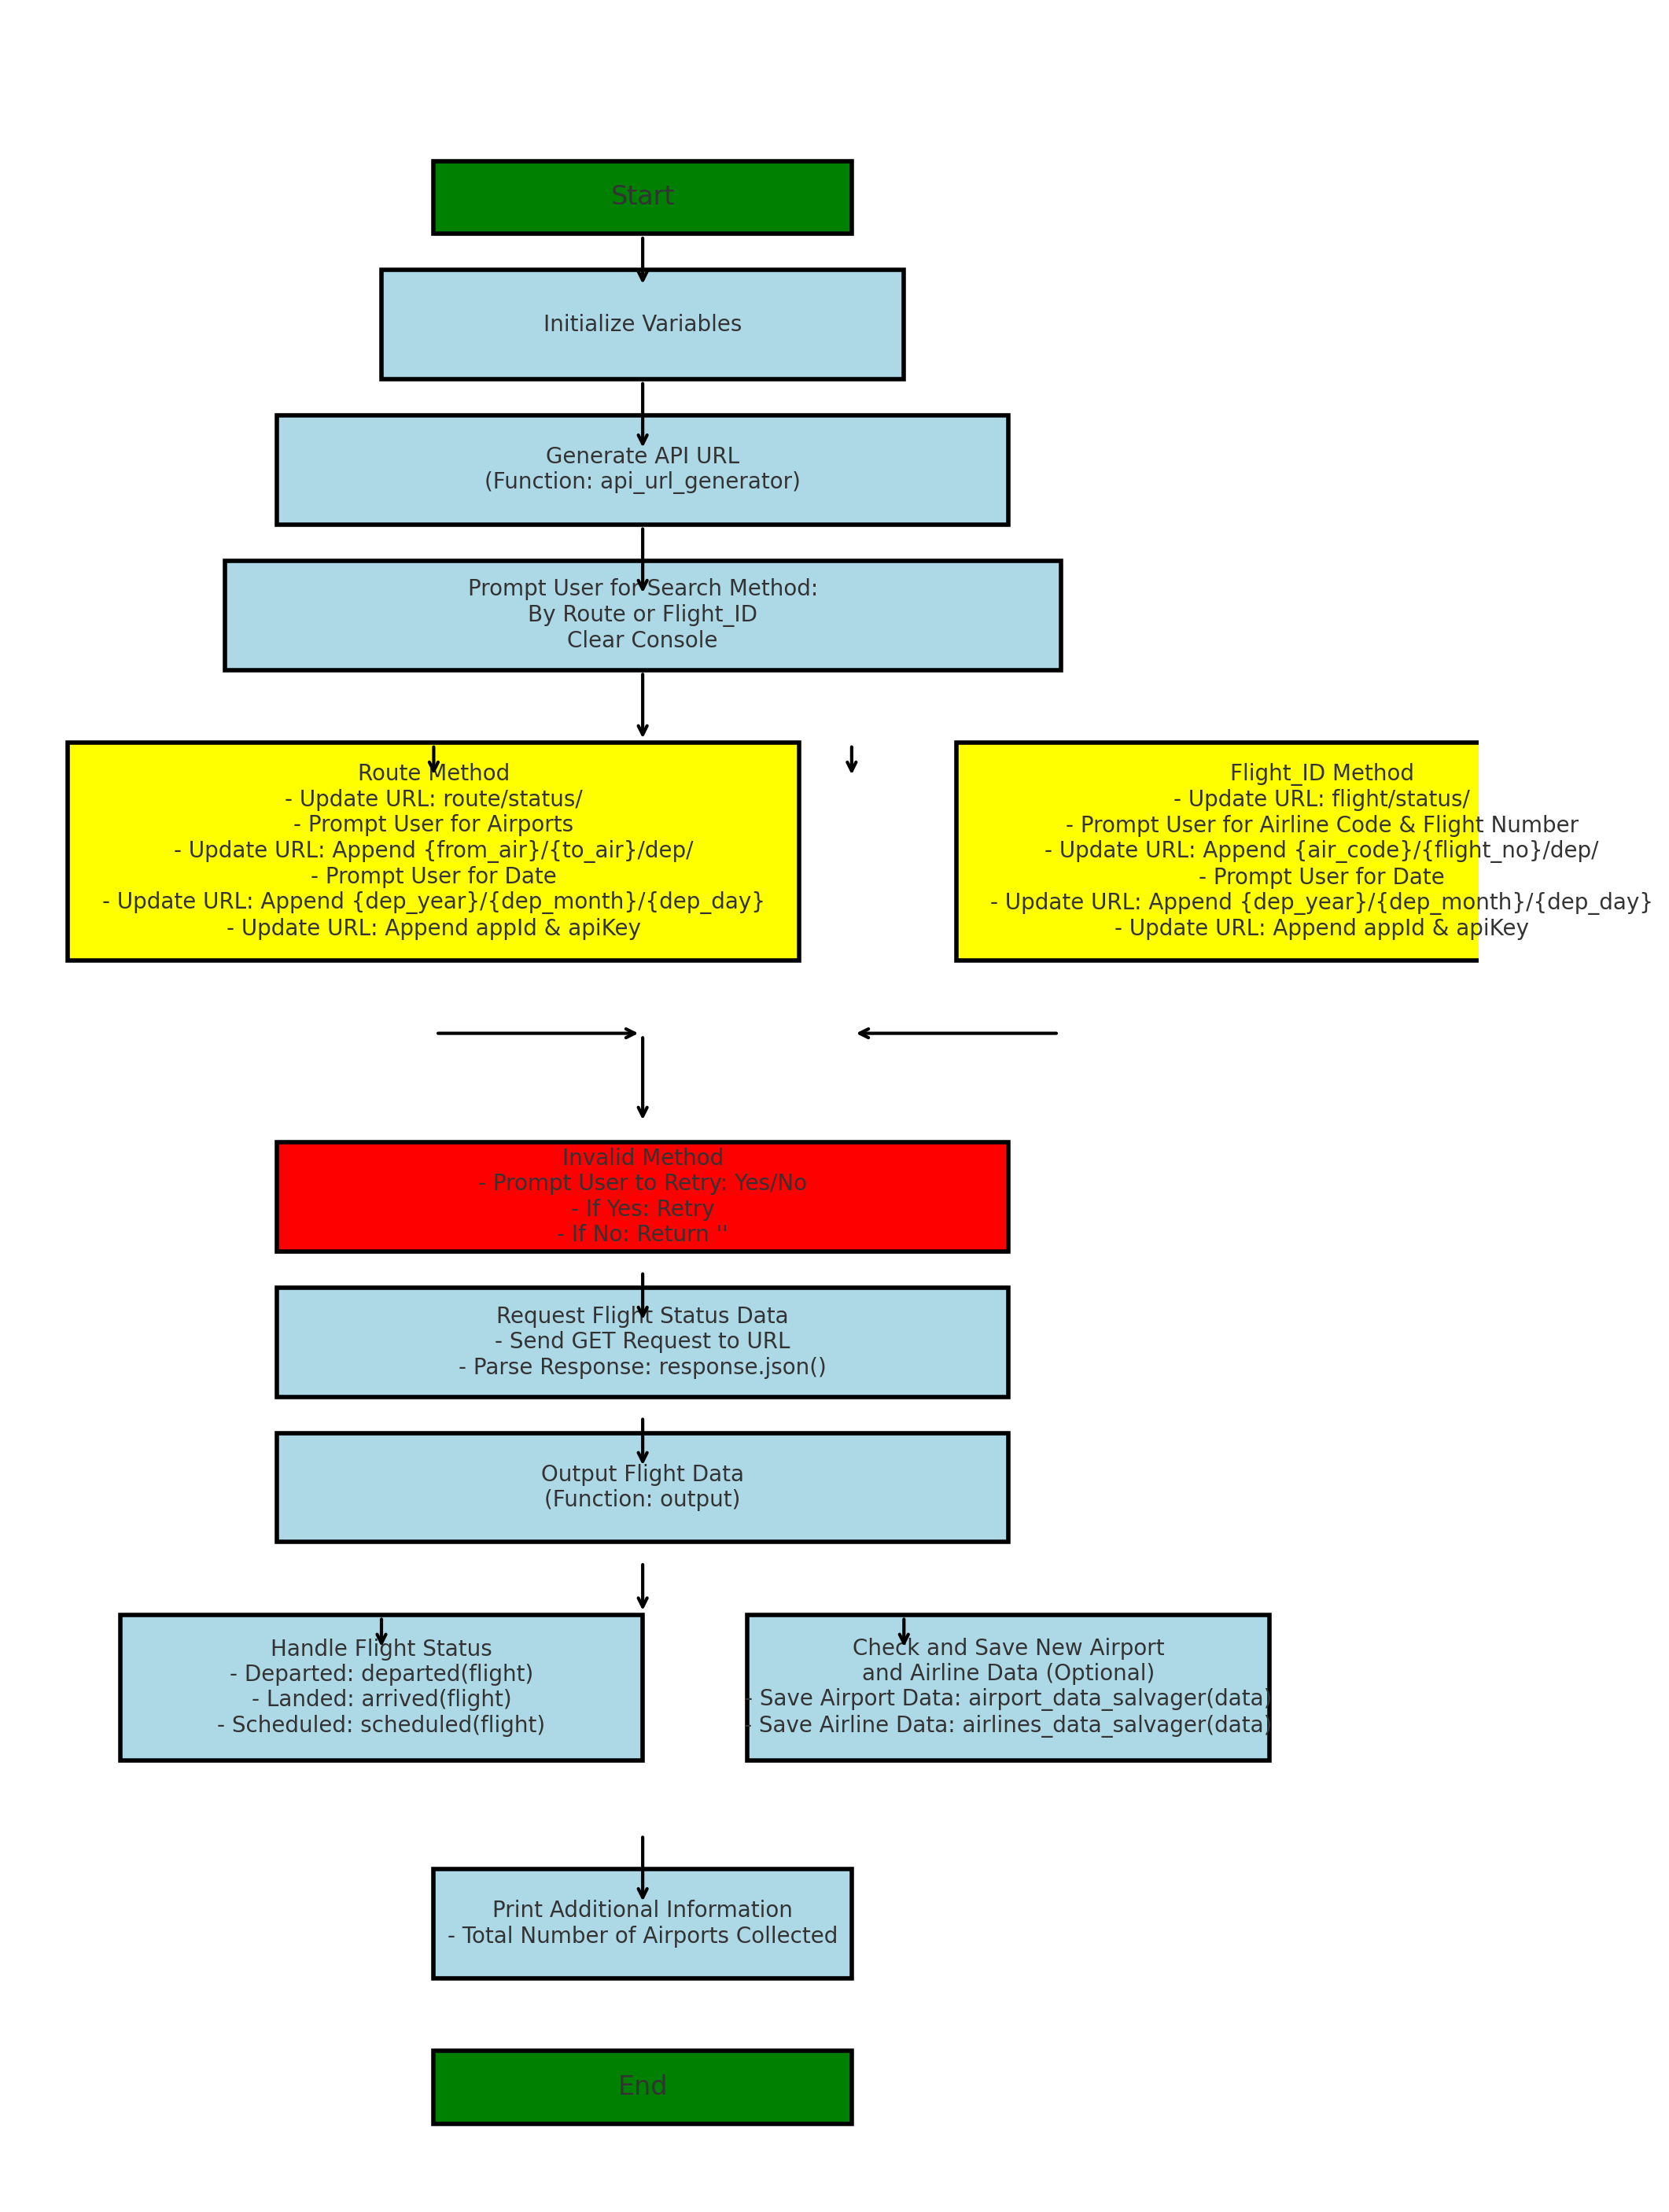 Start
Initialize Variables
Generate API URL
(Function: api_url_generator)
Prompt User for Search Method:
By Route or Flight_ID
Clear Console
Route Method
- Update URL: route/status/
- Prompt User for Airports
- Update URL: Append {from_air}/{to_air}/dep/
- Prompt User for Date
- Update URL: Append {dep_year}/{dep_month}/{dep_day}
- Update URL: Append appId & apiKey
Flight_ID Method
- Update URL: flight/status/
- Prompt User for Airline Code & Flight Number
- Update URL: Append {air_code}/{flight_no}/dep/
- Prompt User for Date
- Update URL: Append {dep_year}/{dep_month}/{dep_day}
- Update URL: Append appId & apiKey
Invalid Method
- Prompt User to Retry: Yes/No
- If Yes: Retry
- If No: Return ''
Request Flight Status Data
- Send GET Request to URL
- Parse Response: response.json()
Output Flight Data
(Function: output)
Handle Flight Status
- Departed: departed(flight)
- Landed: arrived(flight)
- Scheduled: scheduled(flight)
Check and Save New Airport
and Airline Data (Optional)
- Save Airport Data: airport_data_salvager(data)
- Save Airline Data: airlines_data_salvager(data)
Print Additional Information
- Total Number of Airports Collected
End